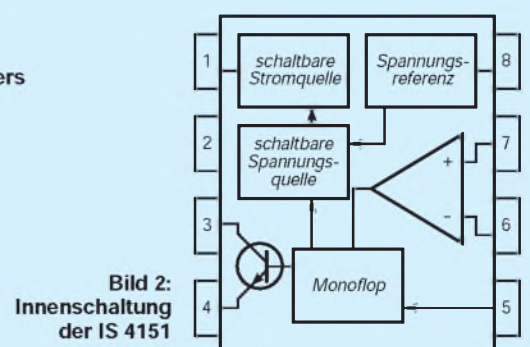 ers
1
schaltbare
Stromquelle
Spannungs-
referenz
8
2
schaltbare
Spannungs-
quelle
+
7
3
-
6
Bild 2:
Innenschaltung
der IS 4151
4
Monoflop
5